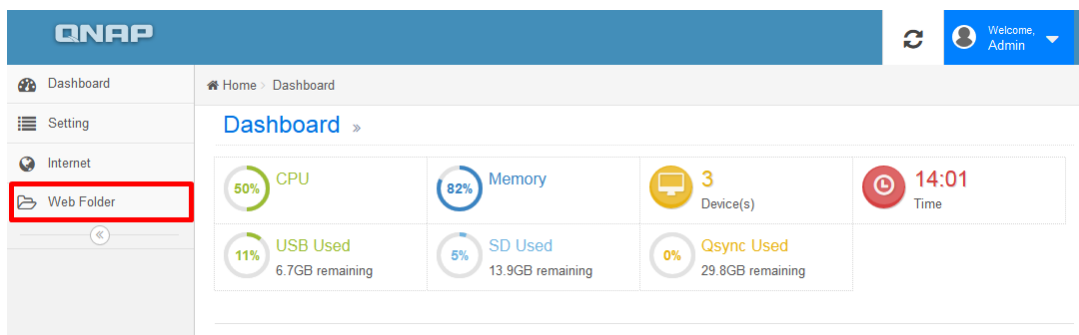 QNAP
Welcome,
Admin
Dashboard
Setting
Internet
Web Folder
Home > Dashboard
Dashboard »
50%
CPU
82%
Memory
3
Device(s)
14:01
Time
11%
USB Used
6.7GB remaining
5%
SD Used
13.9GB remaining
0%
Qsync Used
29.8GB remaining